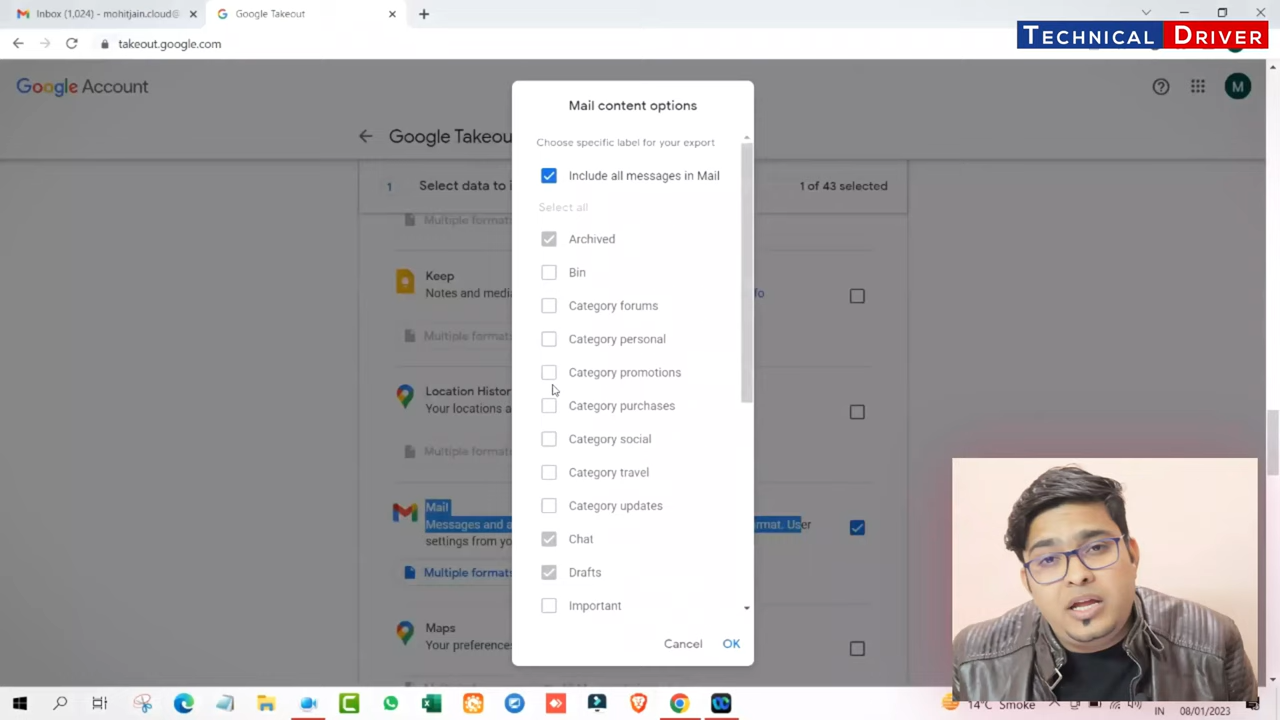 Inbox (1,024) - mohitjain.cloud@
Google Takeout
takeout.google.com
TECHNICAL DRIVER
Google Account
M
Google Takeou
1
Select data to i
1 of 43 selected
Multiple format
Keep
Notes and media
fo
Multiple format
Location Histor
Your locations a
Multiple format
Mail
Messages and a
rmat. User
settings from yo
Multiple formats
Maps
Your preference
Mail content options
Choose specific label for your export
Include all messages in Mail
Select all
Archived
Bin
Category forums
Category personal
Category promotions
Category purchases
Category social
Category travel
Category updates
Chat
Drafts
Important
Cancel
OK
14°C Smoke
IN
08/01/2023